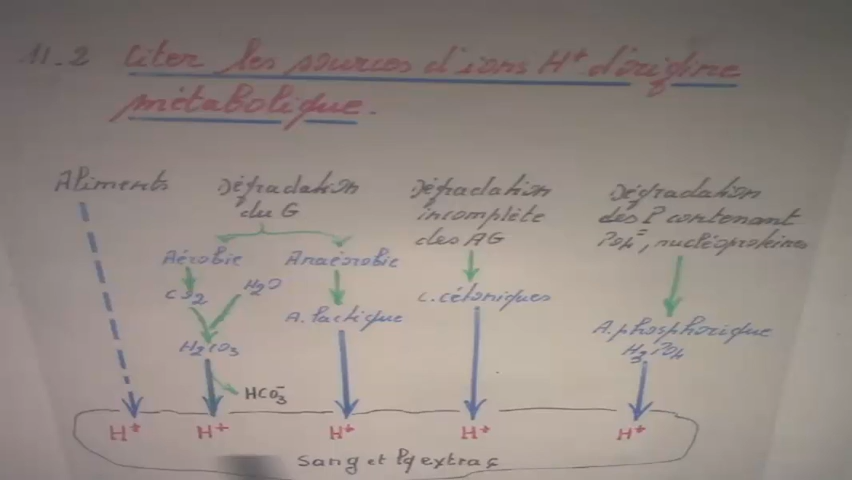 11.2 Citer les sources d'ions H⁺ d'origine
métabolique.
Aliments
Dégradation
du G
Aérobie
CO₂
H₂O
H₂CO₃
HCO₃⁻
Anaérobie
A. lactique
Dégradation
incomplète
des AG
C. cétoniques
Dégradation
des P contenant
PO₄⁼, nucléoproteines
A. phosphorique
H₃PO₄
H⁺
H⁺
H⁺
H⁺
H⁺
Sang et Lq extra c